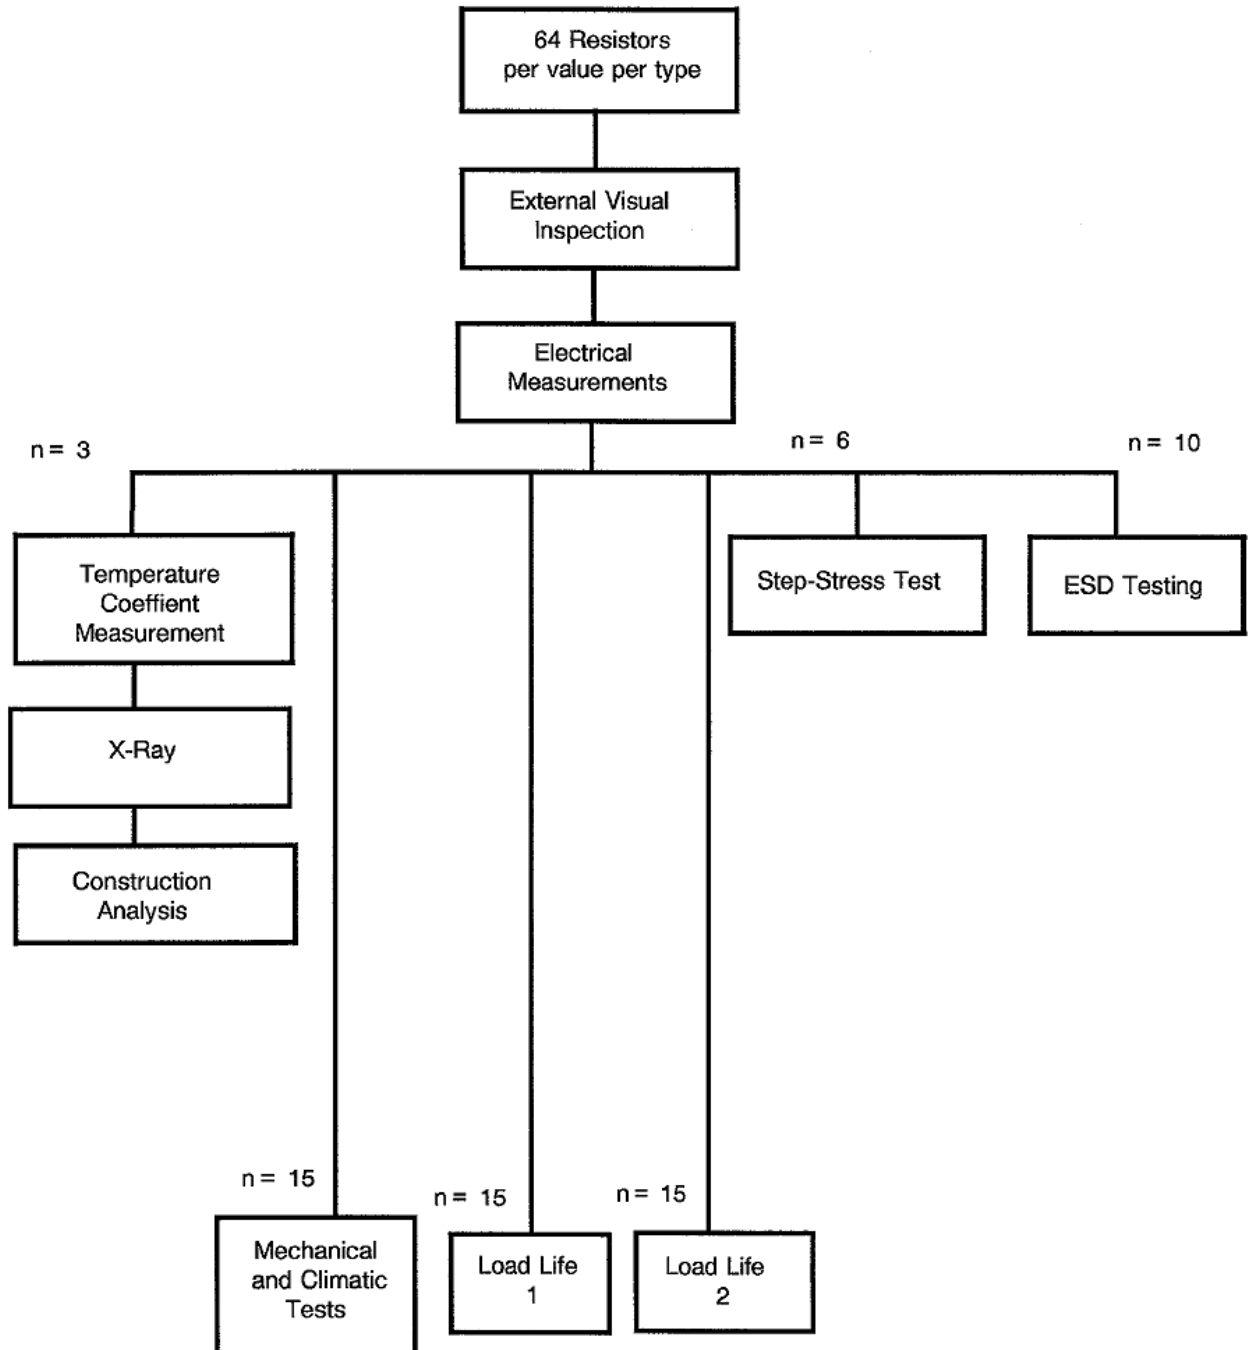 64 Resistors
per value per type
External Visual
Inspection
Electrical
Measurements
n= 3
n= 6
n= 10
Temperature
Coeffient
Measurement
Step-Stress Test
ESD Testing
X-Ray
Construction
Analysis
n= 15
n= 15
n= 15
Mechanical
and Climatic
Tests
Load Life
1
Load Life
2